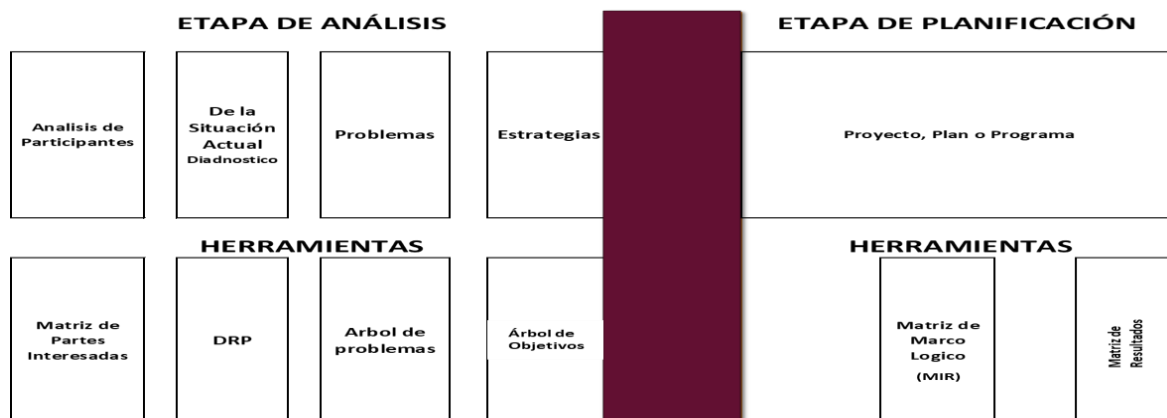 ETAPA DE ANÁLISIS
ETAPA DE PLANIFICACIÓN
Analisis de
Participantes
De la
Situación
Actual
Diadnostico
Problemas
Estrategias
Proyecto, Plan o Programa
HERRAMIENTAS
HERRAMIENTAS
Matriz de
Partes
Interesadas
DRP
Arbol de
problemas
Árbol de
Objetivos
Matriz de
Marco
Logico
(MIR)
Matriz de
Resultados